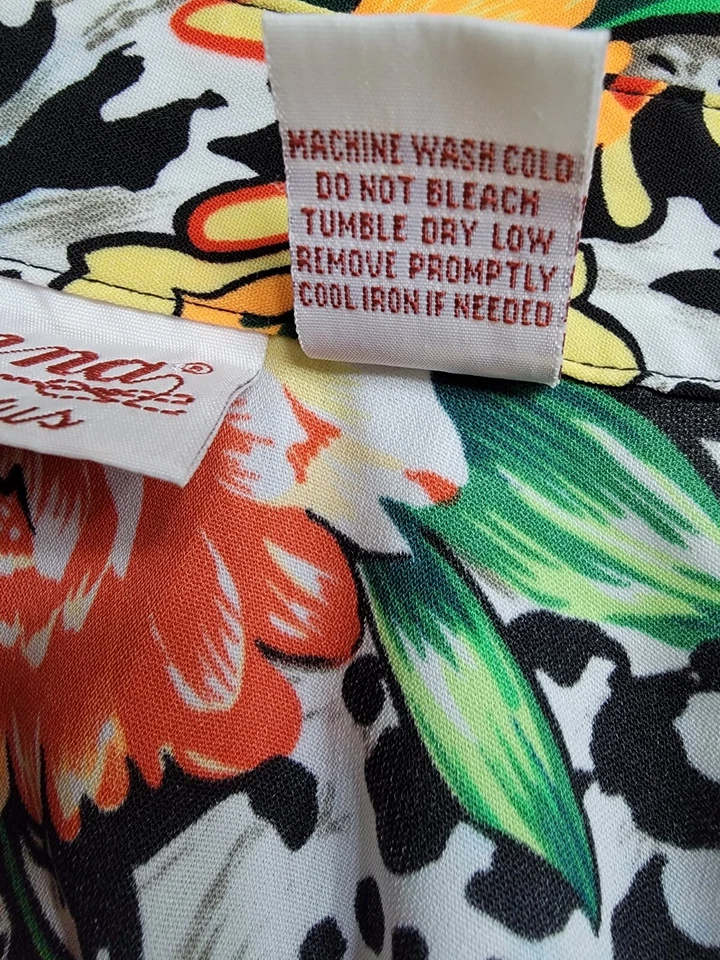 MACHINE WASH COLD
DO NOT BLEACH
TUMBLE DRY LOW
REMOVE PROMPTLY
COOL IRON IF NEEDED